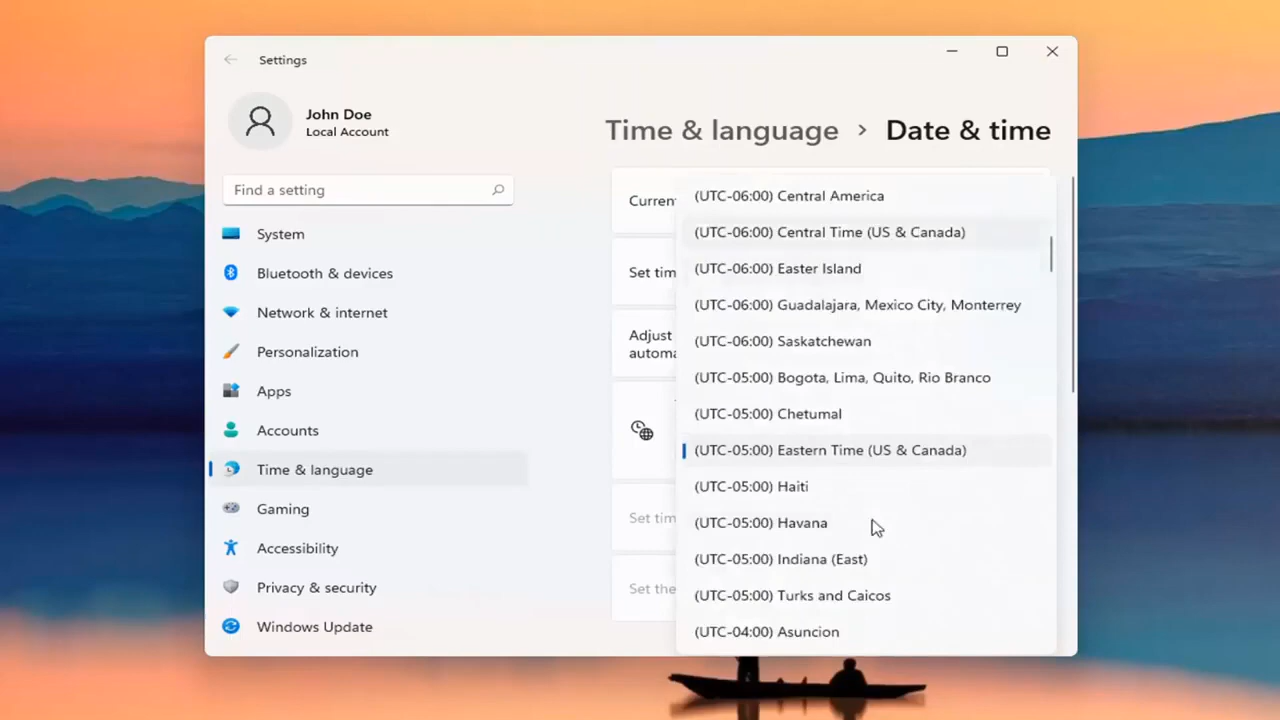 Settings
John Doe
Local Account
Find a setting
System
Bluetooth & devices
Network & internet
Personalization
Apps
Accounts
Time & language
Gaming
Accessibility
Privacy & security
Windows Update
Time & language > Date & time
Curren
Set tim
Adjust
automa
Set tim
Set the
(UTC-06:00) Central America
(UTC-06:00) Central Time (US & Canada)
(UTC-06:00) Easter Island
(UTC-06:00) Guadalajara, Mexico City, Monterrey
(UTC-06:00) Saskatchewan
(UTC-05:00) Bogota, Lima, Quito, Rio Branco
(UTC-05:00) Chetumal
(UTC-05:00) Eastern Time (US & Canada)
(UTC-05:00) Haiti
(UTC-05:00) Havana
(UTC-05:00) Indiana (East)
(UTC-05:00) Turks and Caicos
(UTC-04:00) Asuncion